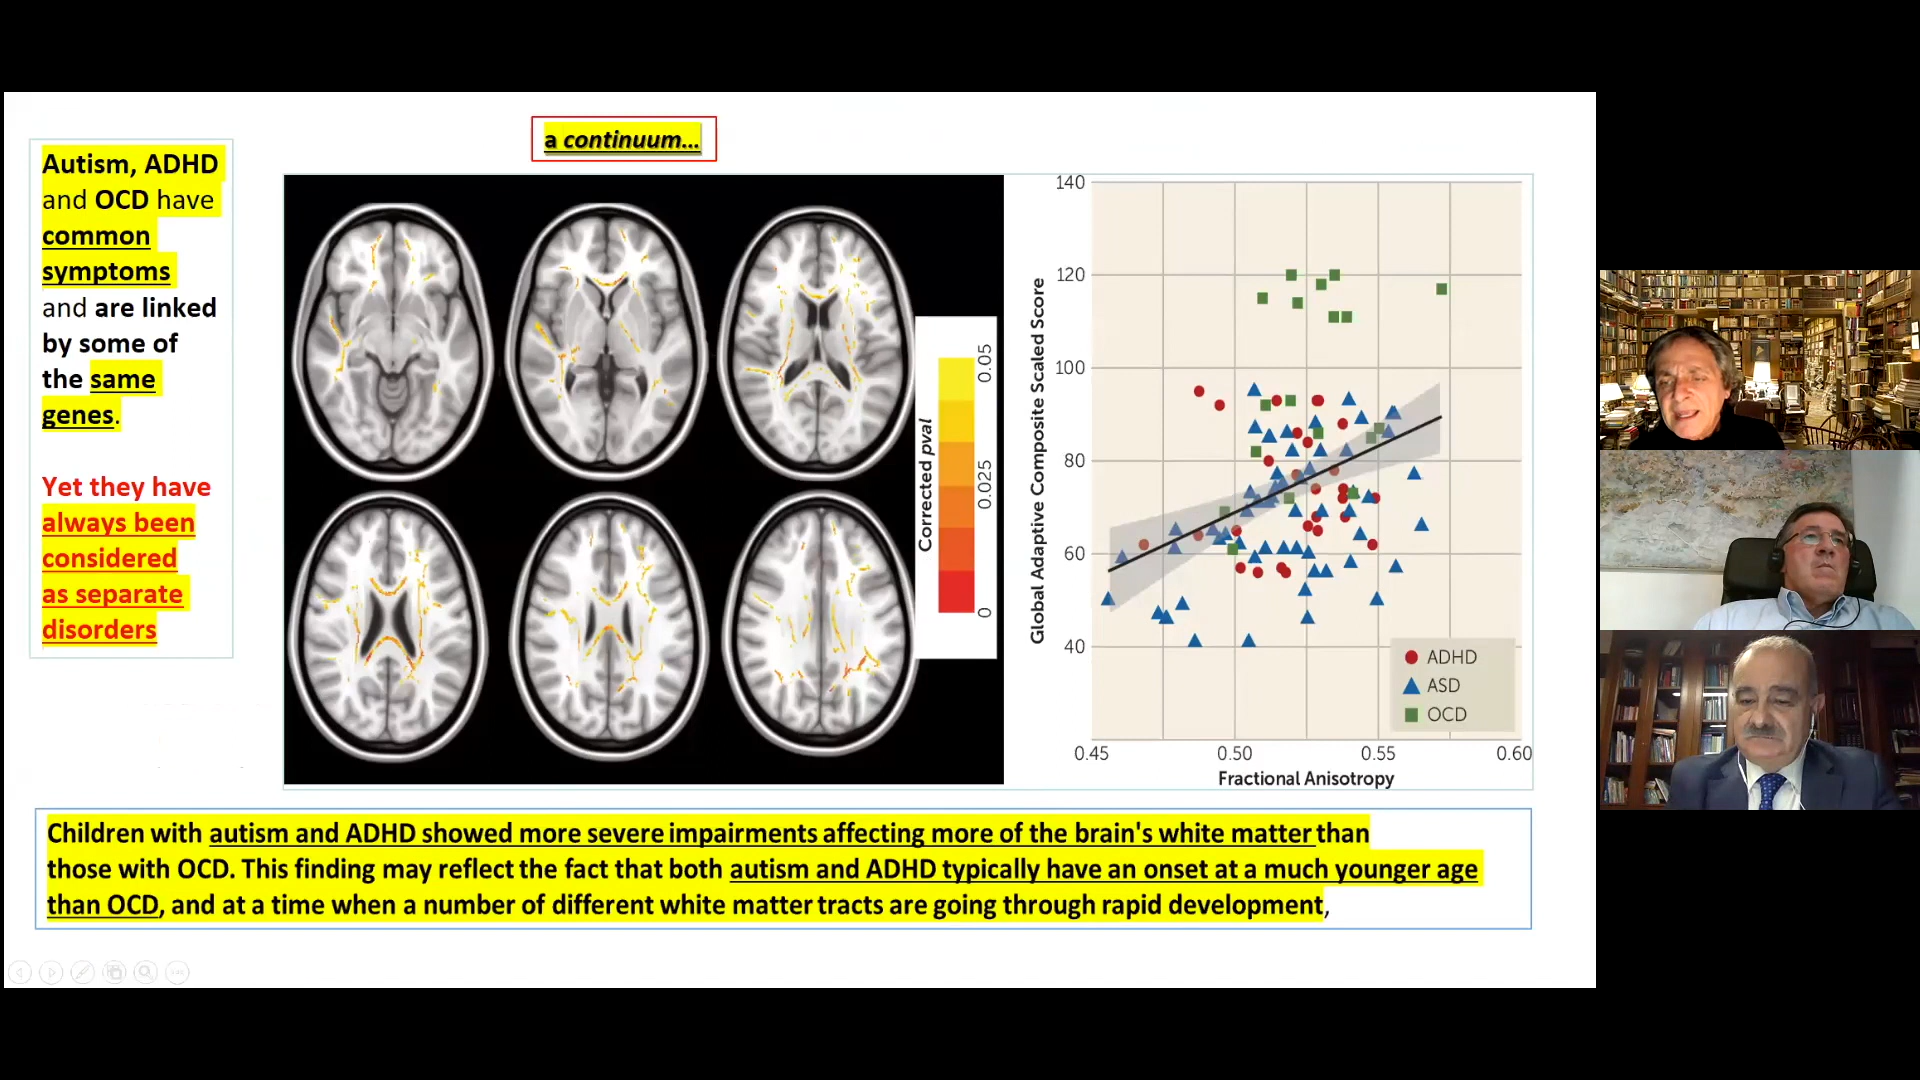 a continuum...
Autism, ADHD
and OCD have
common
symptoms
and are linked
by some of
the same
genes.
Yet they have
always been
considered
as separate
disorders
Corrected pval
0.05
0.025
0
Global Adaptive Composite Scaled Score
140
120
100
80
60
40
ADHD
ASD
OCD
0.45
0.50
0.55
0.60
Fractional Anisotropy
Children with autism and ADHD showed more severe impairments affecting more of the brain's white matter than
those with OCD. This finding may reflect the fact that both autism and ADHD typically have an onset at a much younger age
than OCD, and at a time when a number of different white matter tracts are going through rapid development,